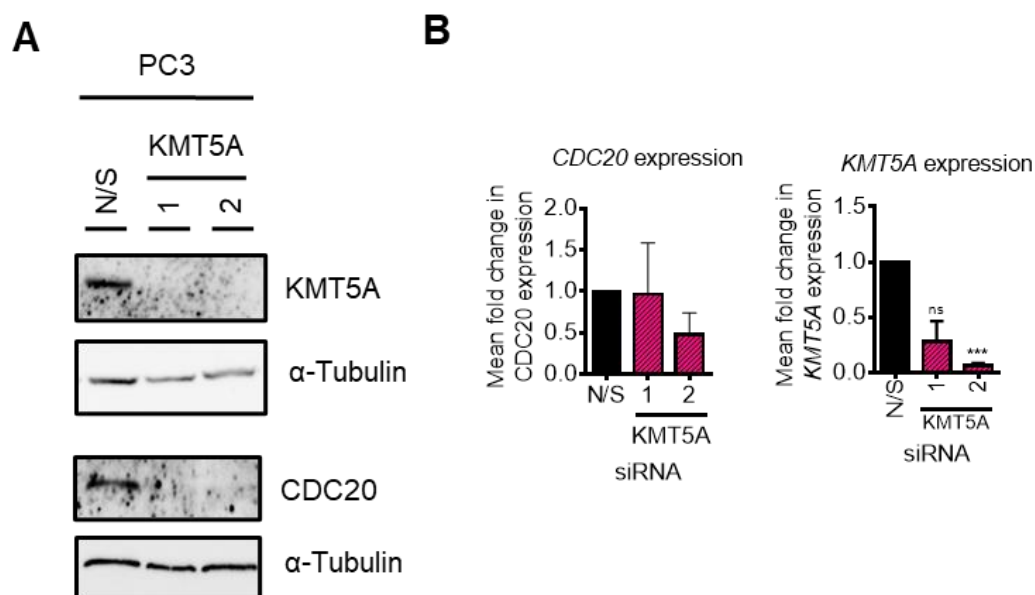 A
PC3
KMT5A
N/S
1
2
KMT5A
α-Tubulin
CDC20
α-Tubulin
B
CDC20 expression
Mean fold change in
CDC20 expression
2.0
1.5
1.0
0.5
0.0
N/S
1
2
KMT5A
siRNA
KMT5A expression
Mean fold change in
KMT5A expression
1.5
1.0
0.5
0.0
ns
***
N/S
1
2
KMT5A
siRNA